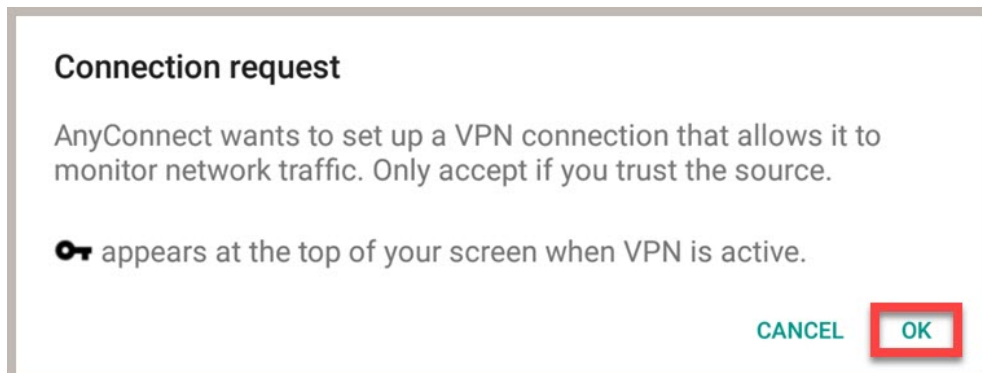 Connection request
AnyConnect wants to set up a VPN connection that allows it to
monitor network traffic. Only accept if you trust the source.
appears at the top of your screen when VPN is active.
CANCEL OK